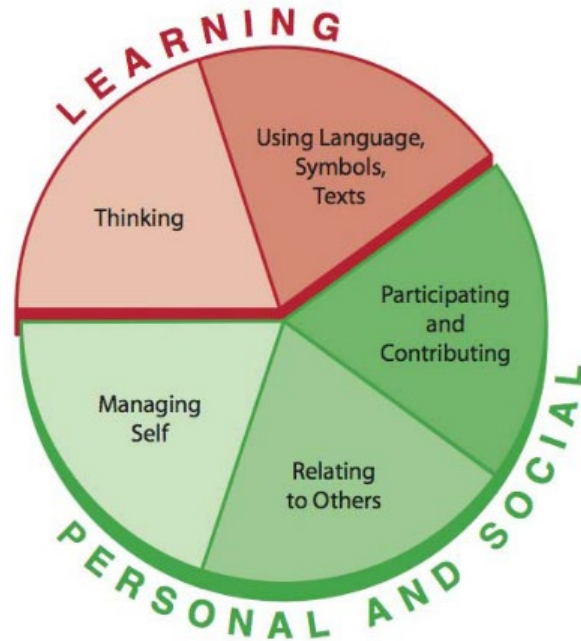 LEARNING
Using Language,
Symbols,
Texts
Thinking
Participating
and
Contributing
Managing
Self
Relating
to Others
PERSONAL AND SOCIAL